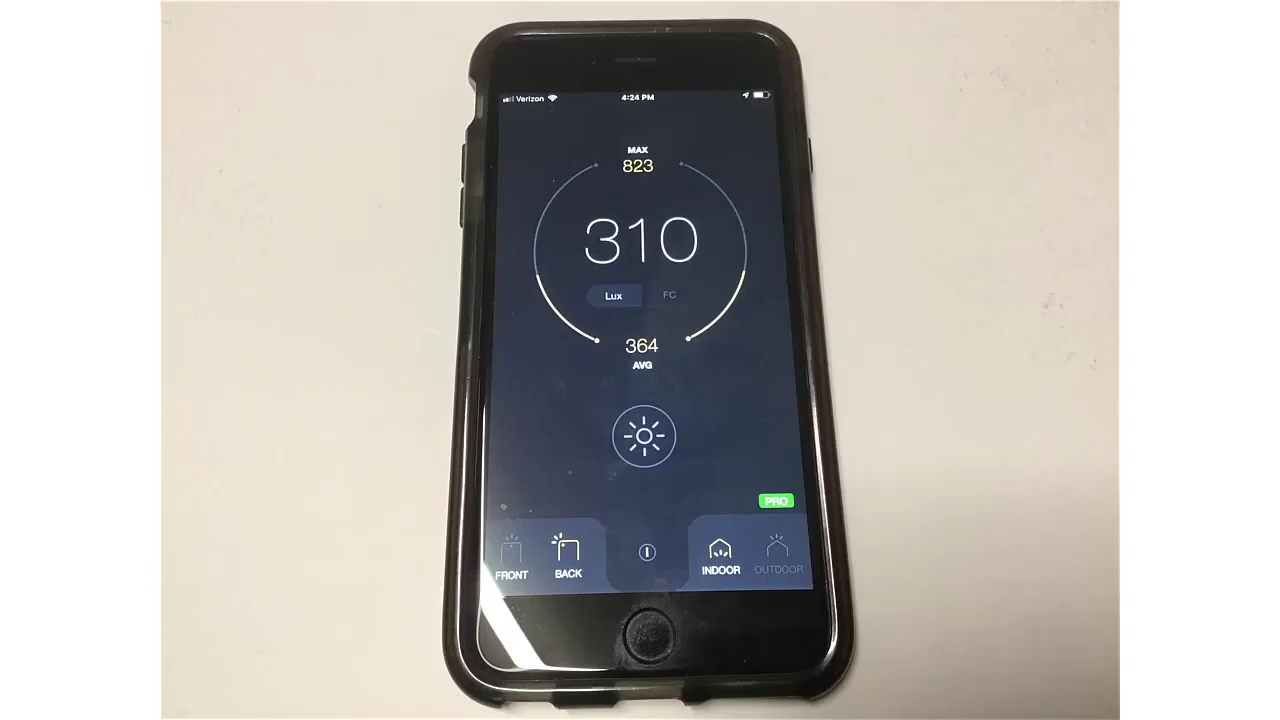 Verizon 4:24 PM
MAX
823
310
Lux FC
364
AVG
PRO
FRONT BACK INDOOR OUTDOOR